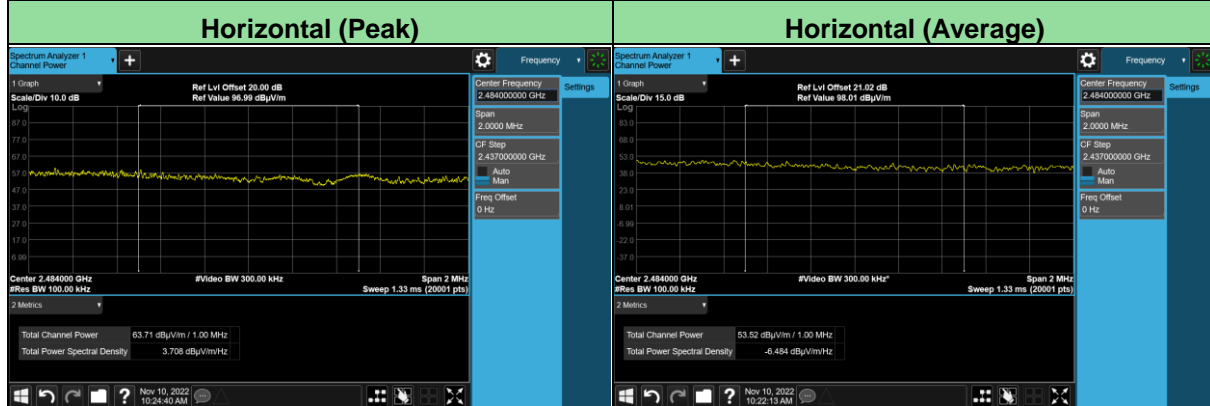 Horizontal (Peak)
Spectrum Analyzer 1
Channel Power
+
Frequency
1 Graph
Scale/Div 10.0 dB
Ref Lvl Offset 20.00 dB
Ref Value 96.99 dBµV/m
Log
87.0
77.0
67.0
57.0
47.0
37.0
27.0
17.0
6.99
Center 2.484000 GHz
#Video BW 300.00 kHz
Span 2 MHz
#Res BW 100.00 kHz
Sweep 1.33 ms (20001 pts)
Center Frequency
2.484000000 GHz
Settings
Span
2.0000 MHz
CF Step
2.437000000 GHz
Auto
Man
Freq Offset
0 Hz
2 Metrics
Total Channel Power 63.71 dBµV/m / 1.00 MHz
Total Power Spectral Density 3.708 dBµV/m/Hz
?
Nov 10, 2022
10:24:40 AM
Horizontal (Average)
Spectrum Analyzer 1
Channel Power
+
Frequency
1 Graph
Scale/Div 15.0 dB
Ref Lvl Offset 21.02 dB
Ref Value 98.01 dBµV/m
Log
83.0
68.0
53.0
38.0
23.0
8.01
-6.99
-22.0
-37.0
Center 2.484000 GHz
#Video BW 300.00 kHz*
Span 2 MHz
#Res BW 100.00 kHz
Sweep 1.33 ms (20001 pts)
Center Frequency
2.484000000 GHz
Settings
Span
2.0000 MHz
CF Step
2.437000000 GHz
Auto
Man
Freq Offset
0 Hz
2 Metrics
Total Channel Power 53.52 dBµV/m / 1.00 MHz
Total Power Spectral Density -6.484 dBµV/m/Hz
?
Nov 10, 2022
10:22:13 AM